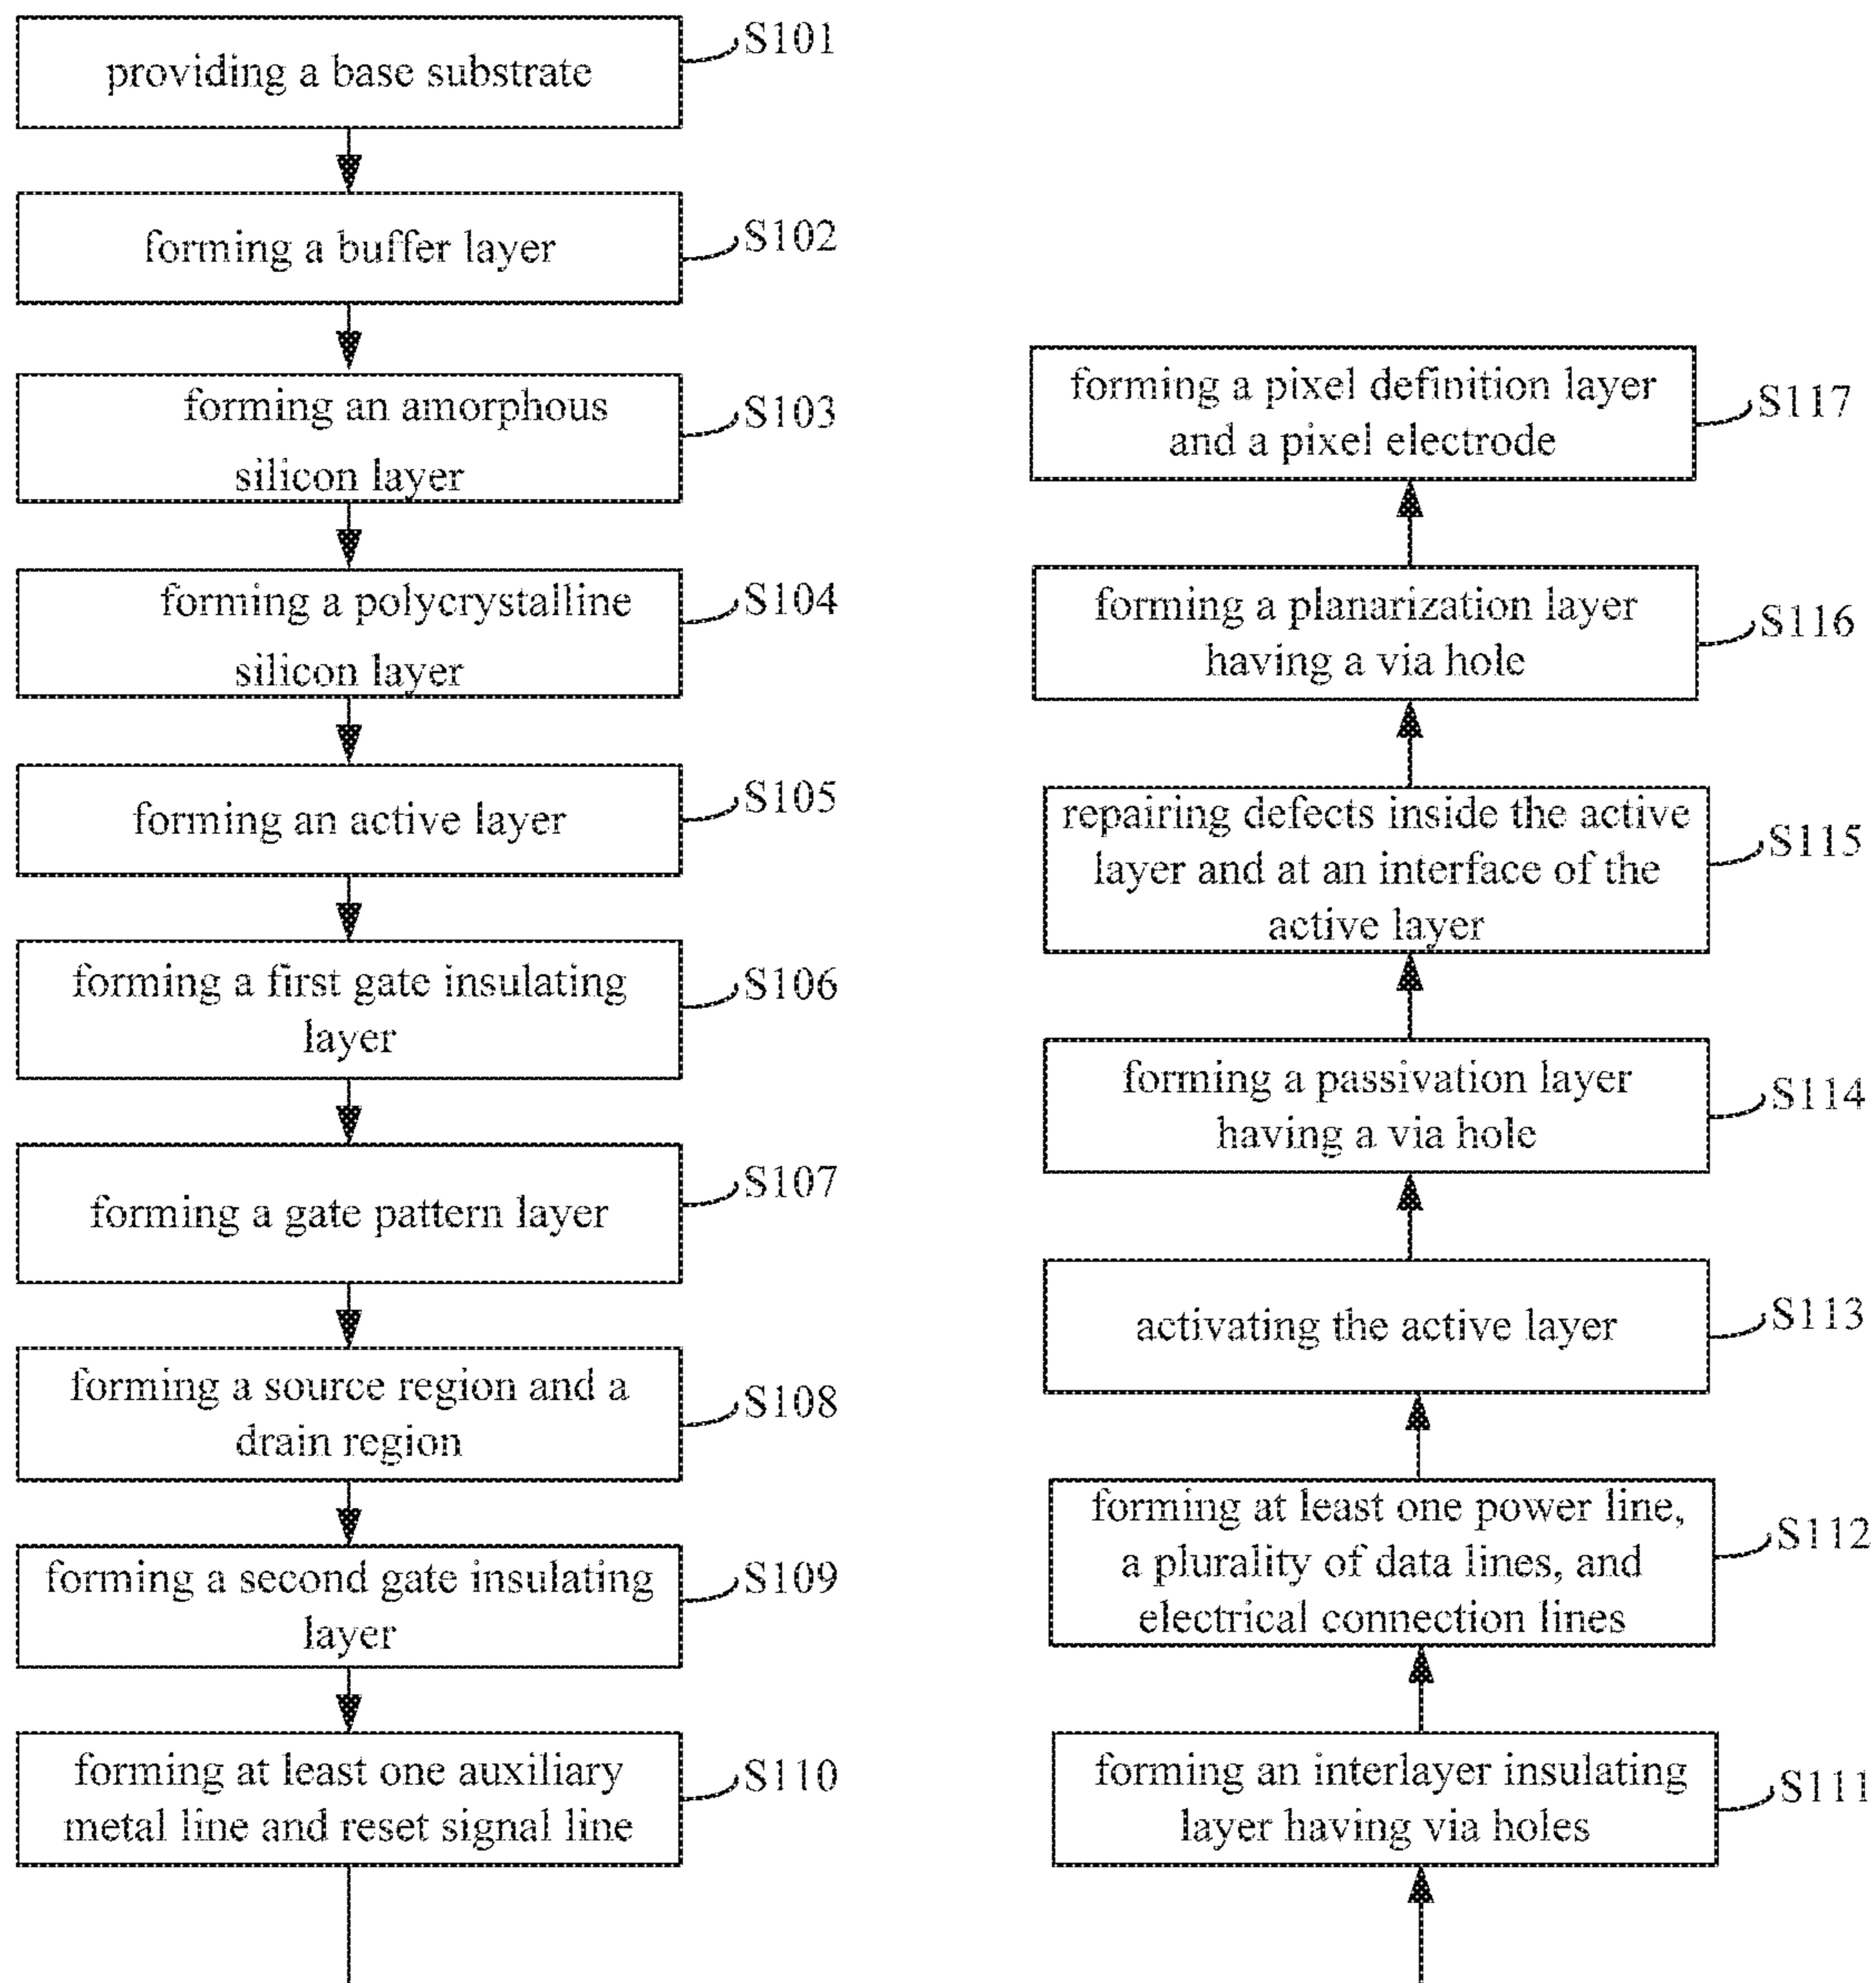 providing a base substrate
S101
forming a buffer layer
S102
forming an amorphous
silicon layer
S103
forming a polycrystalline
silicon layer
S104
forming an active layer
S105
forming a first gate insulating
layer
S106
forming a gate pattern layer
S107
forming a source region and a
drain region
S108
forming a second gate insulating
layer
S109
forming at least one auxiliary
metal line and reset signal line
S110
forming an interlayer insulating
layer having via holes
S111
forming at least one power line,
a plurality of data lines, and
electrical connection lines
S112
activating the active layer
S113
forming a passivation layer
having a via hole
S114
repairing defects inside the active
layer and at an interface of the
active layer
S115
forming a planarization layer
having a via hole
S116
forming a pixel definition layer
and a pixel electrode
S117